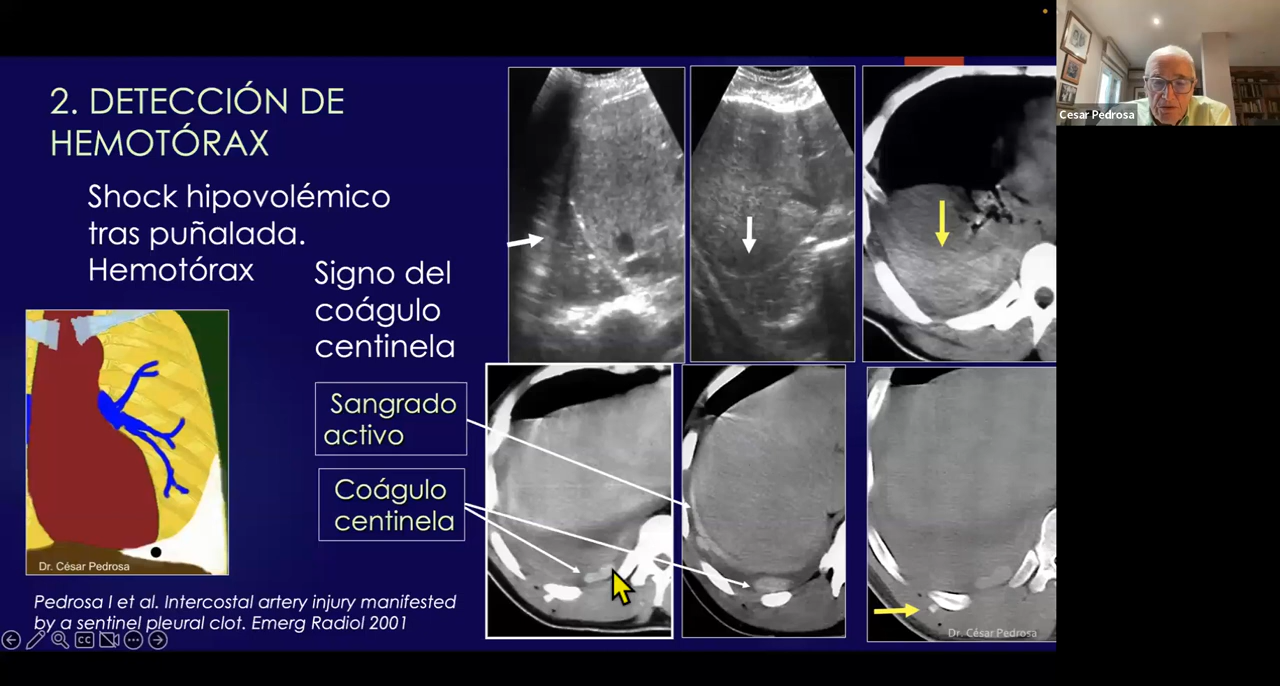 2. DETECCIÓN DE
HEMOTÓRAX
Shock hipovolémico
tras puñalada.
Hemotórax
Signo del
coágulo
centinela
Sangrado
activo
Coágulo
centinela
Dr. César Pedrosa
Pedrosa I et al. Intercostal artery injury manifested
by a sentinel pleural clot. Emerg Radiol 2001
CC
Dr. César Pedrosa
Cesar Pedrosa